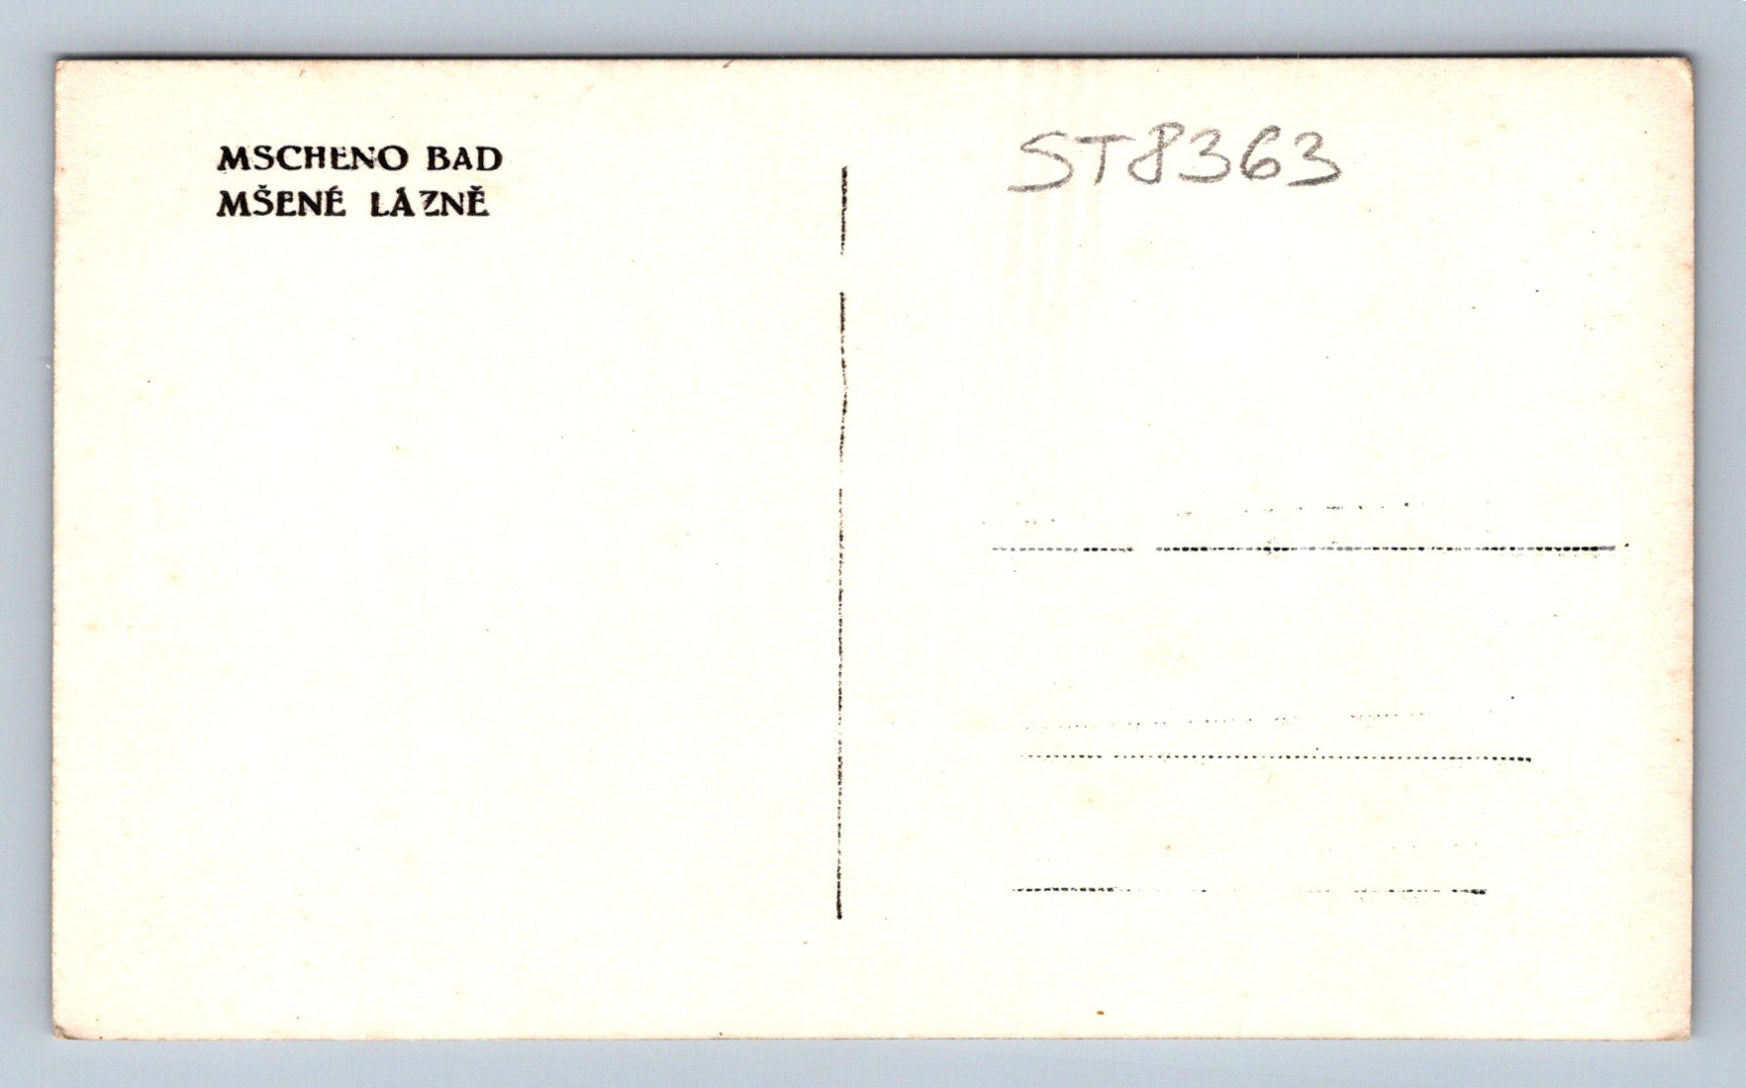 MSCHENO BAD
MŠENÉ LÁZNĚ
ST8363